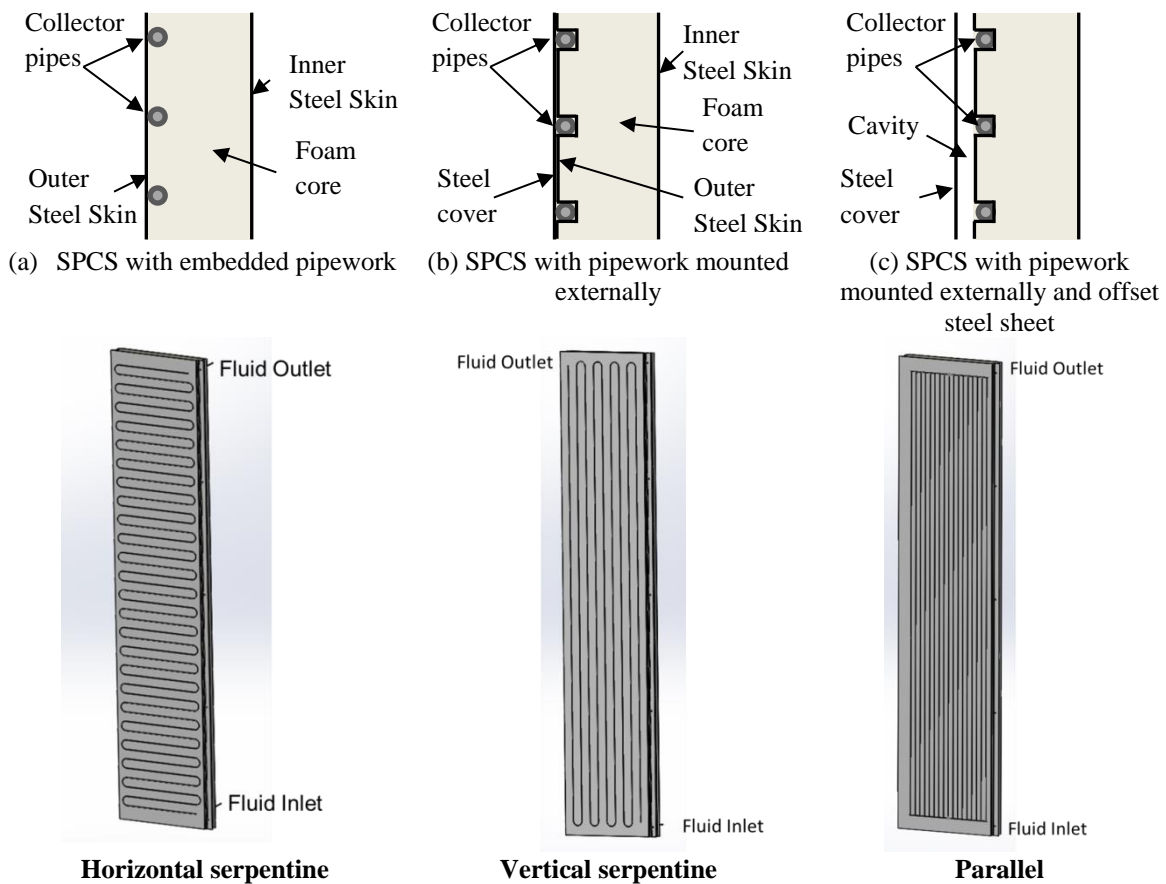 Collector
pipes
Inner
Steel Skin
Foam
core
Outer
Steel Skin
(a) SPCS with embedded pipework
Collector
pipes
Inner
Steel Skin
Foam
core
Steel
cover
Outer
Steel Skin
(b) SPCS with pipework mounted
externally
Collector
pipes
Cavity
Steel
cover
(c) SPCS with pipework
mounted externally and offset
steel sheet
Fluid Outlet
Fluid Inlet
Horizontal serpentine
Fluid Outlet
Fluid Inlet
Vertical serpentine
Fluid Outlet
Fluid Inlet
Parallel